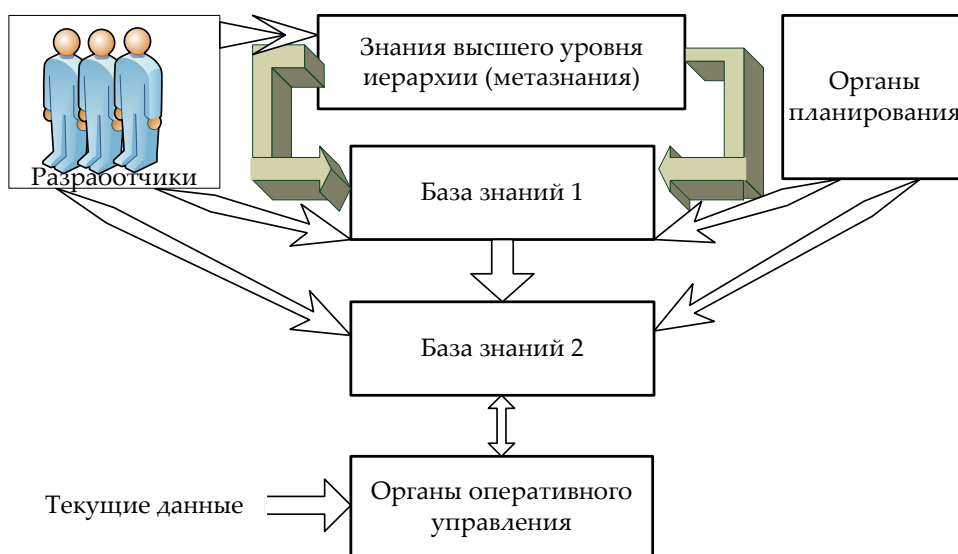 Знания высшего уровня
иерархии (метазнания)
Органы
планирования
Разработчики
База знаний 1
База знаний 2
Текущие данные
Органы оперативного
управления